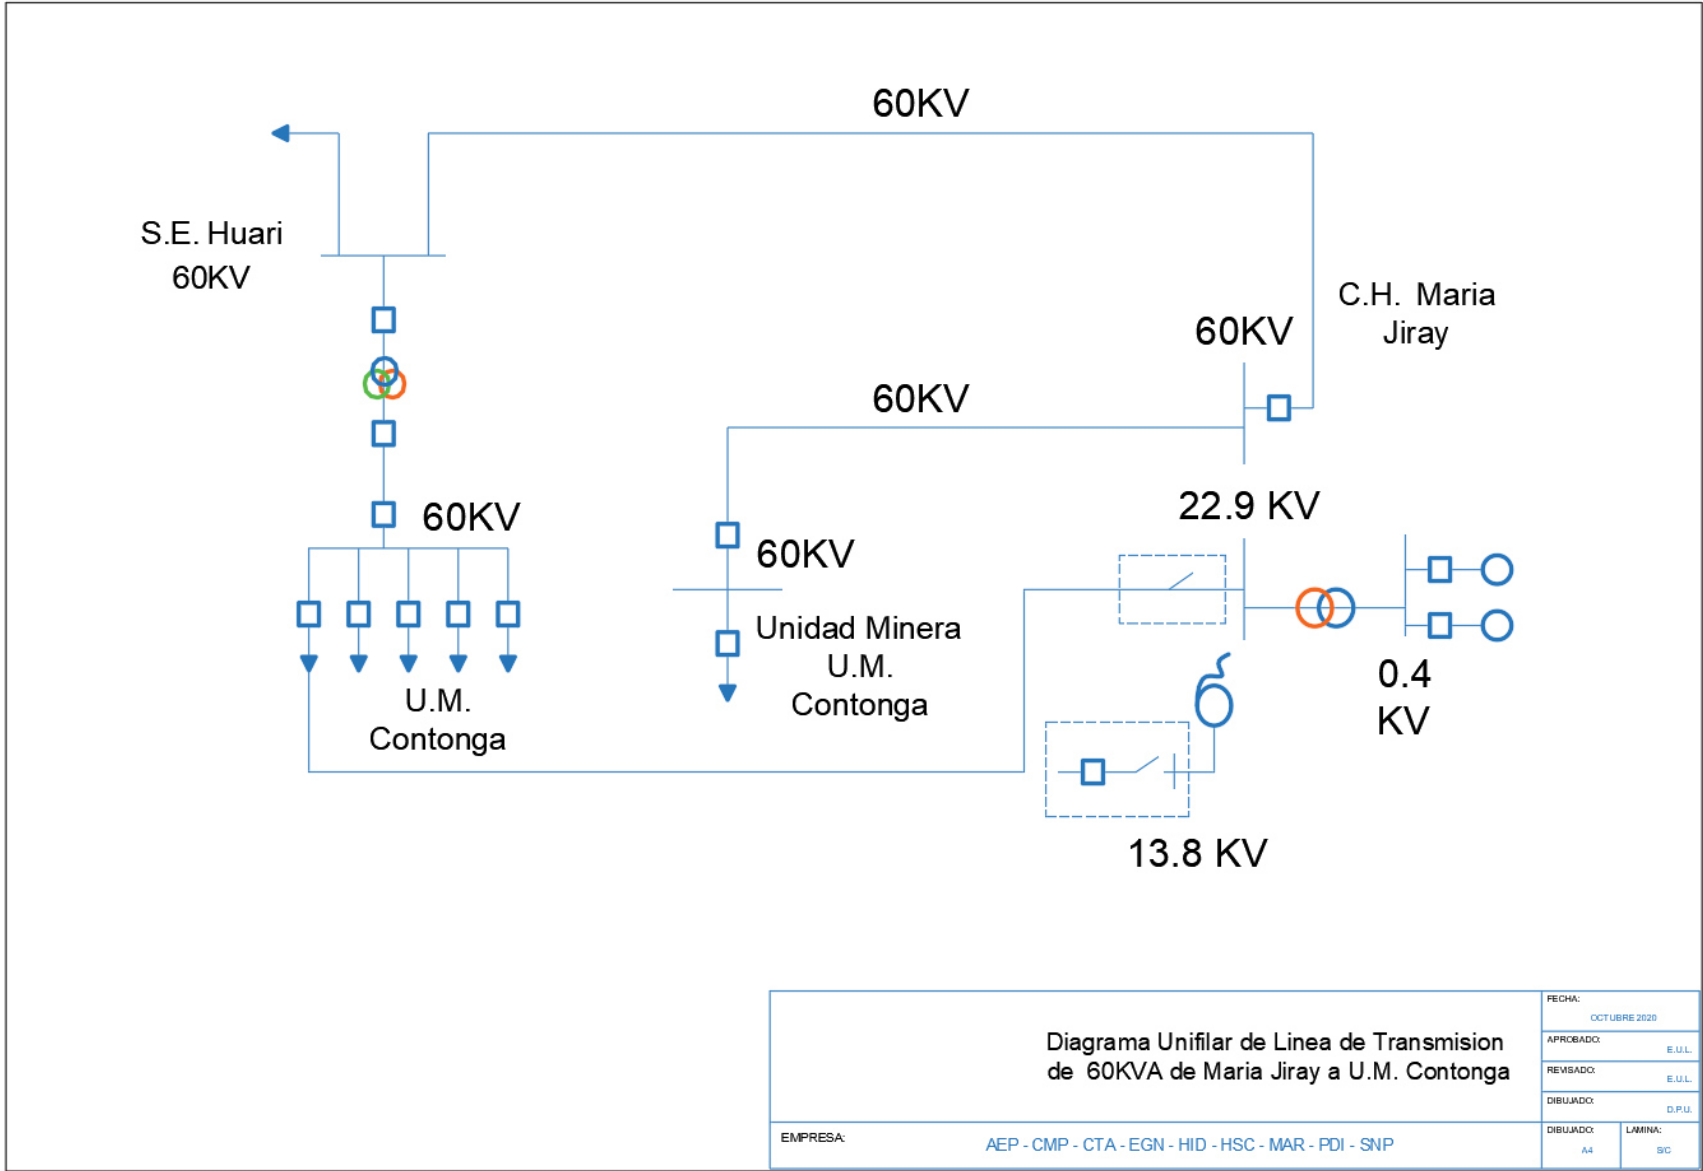 60KV
S.E. Huari
60KV
C.H. Maria
Jiray
60KV
60KV
22.9 KV
60KV
60KV
Unidad Minera
U.M.
Contonga
U.M.
Contonga
0.4
KV
13.8 KV
Diagrama Unifilar de Linea de Transmision
de 60KVA de Maria Jiray a U.M. Contonga
FECHA:
OCTUBRE 2020
APROBADO:
E.U.L.
REVISADO:
E.U.L.
DIBUJADO:
D.P.U.
EMPRESA:
AEP - CMP - CTA - EGN - HID - HSC - MAR - PDI - SNP
DIBUJADO:
A4
LAMINA:
S/C